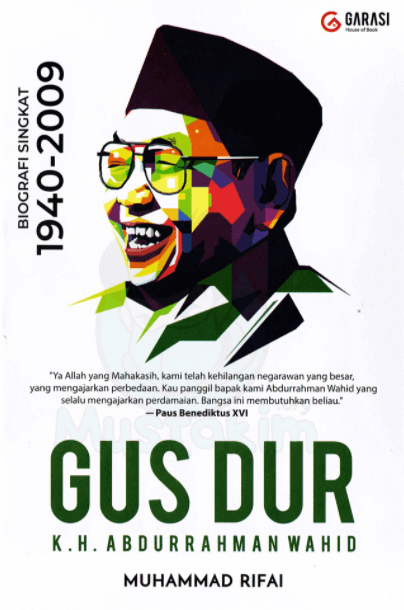 GARASI
House of Book
BIOGRAFI SINGKAT
1940-2009
"Ya Allah yang Mahakasih, kami telah kehilangan negarawan yang besar,
yang mengajarkan perbedaan. Kau panggil bapak kami Abdurrahman Wahid yang
selalu mengajarkan perdamaian. Bangsa ini membutuhkan beliau."
— Paus Benediktus XVI
Mustakim
GUS DUR
K.H. ABDURRAHMAN WAHID
MUHAMMAD RIFAI